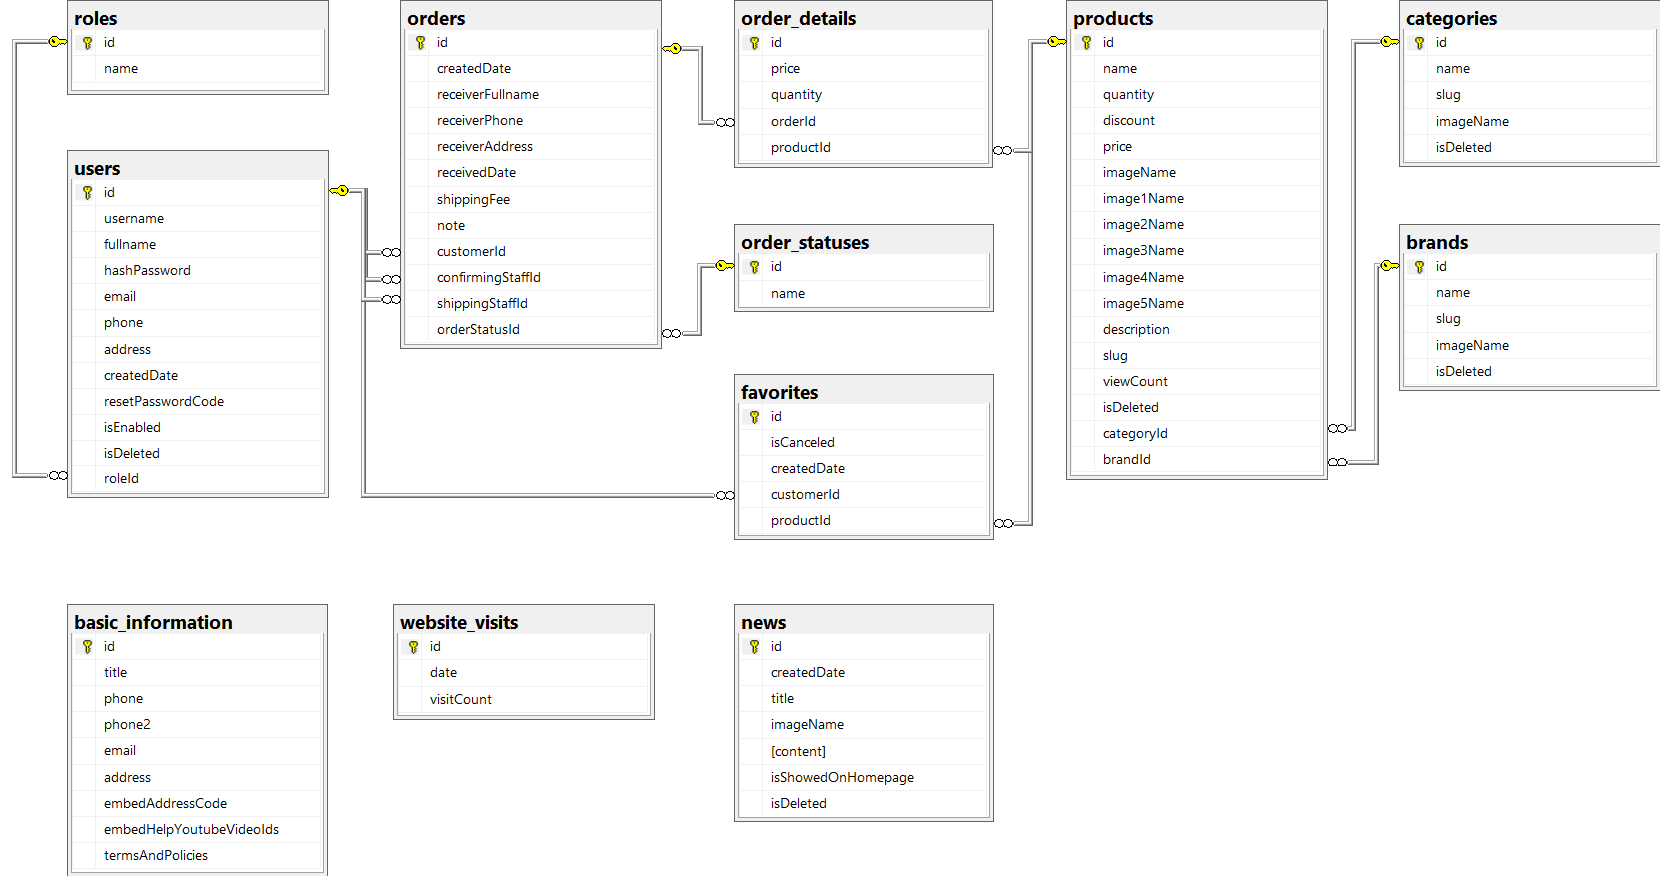 roles
id
name
users
id
username
fullname
hashPassword
email
phone
address
createdDate
resetPasswordCode
isEnabled
isDeleted
roleId
orders
id
createdDate
receiverFullname
receiverPhone
receiverAddress
receivedDate
shippingFee
note
customerId
confirmingStaffId
shippingStaffId
orderStatusId
order_details
id
price
quantity
orderId
productId
order_statuses
id
name
favorites
id
isCanceled
createdDate
customerId
productId
products
id
name
quantity
discount
price
imageName
image1Name
image2Name
image3Name
image4Name
image5Name
description
slug
viewCount
isDeleted
categoryId
brandId
categories
id
name
slug
imageName
isDeleted
brands
id
name
slug
imageName
isDeleted
basic_information
id
title
phone
phone2
email
address
embedAddressCode
embedHelpYoutubeVideoIds
termsAndPolicies
website_visits
id
date
visitCount
news
id
createdDate
title
imageName
[content]
isShowedOnHomepage
isDeleted